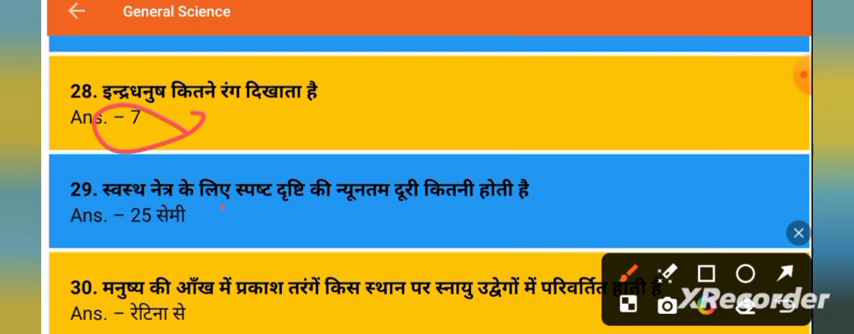 General Science
28. इन्द्रधनुष कितने रंग दिखाता है
Ans. – 7
29. स्वस्थ नेत्र के लिए स्पष्ट दृष्टि की न्यूनतम दूरी कितनी होती है
Ans. – 25 सेमी
30. मनुष्य की आँख में प्रकाश तरंगें किस स्थान पर स्नायु उद्वेगों में परिवर्तित होती है
Ans. – रेटिना से
XRecorder